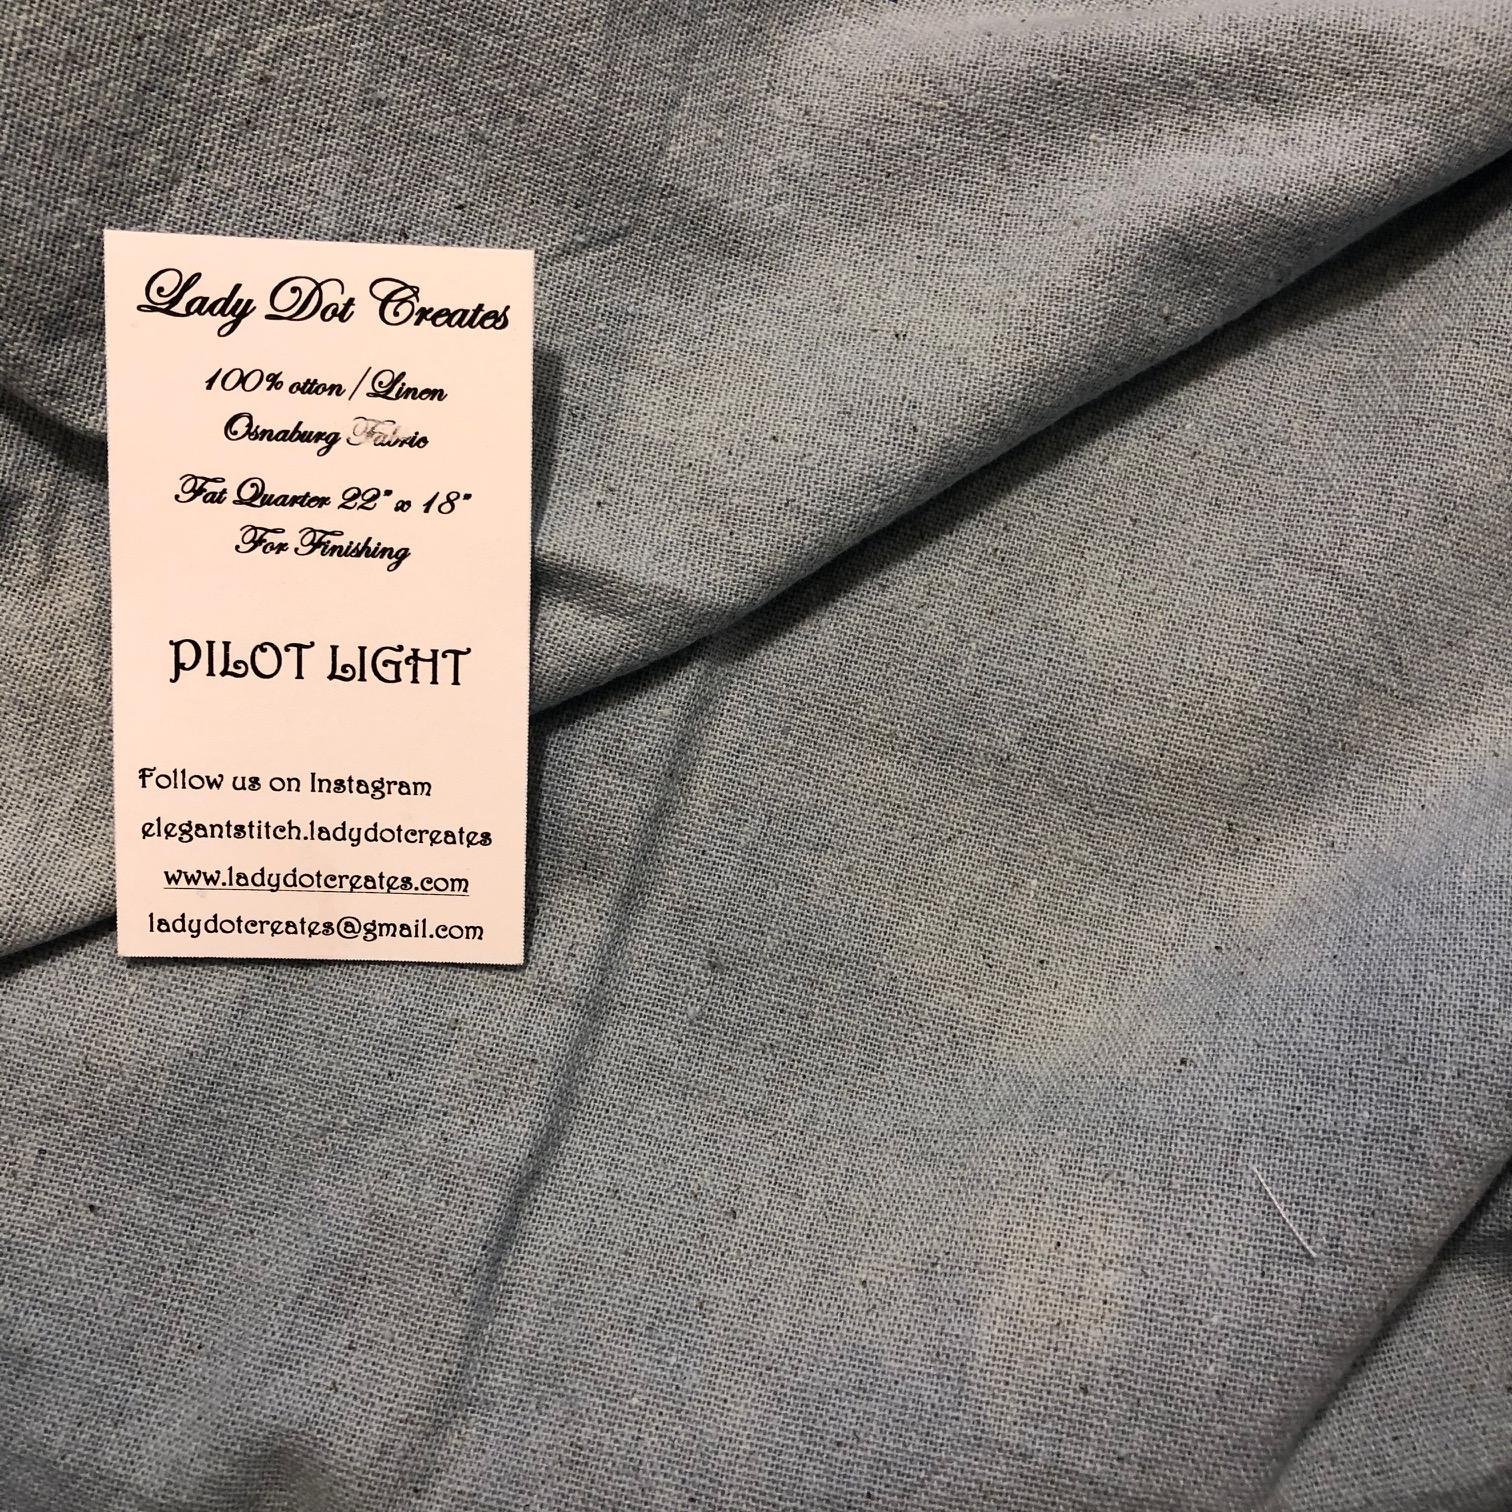 Lady Dot Creates
100% otton / Linen
Osnaburg Fabric
Fat Quarter 22" x 18"
For Finishing
PILOT LIGHT
Follow us on Instagram
elegantstitch.ladydotcreates
www.ladydotcreates.com
ladydotcreates@gmail.com